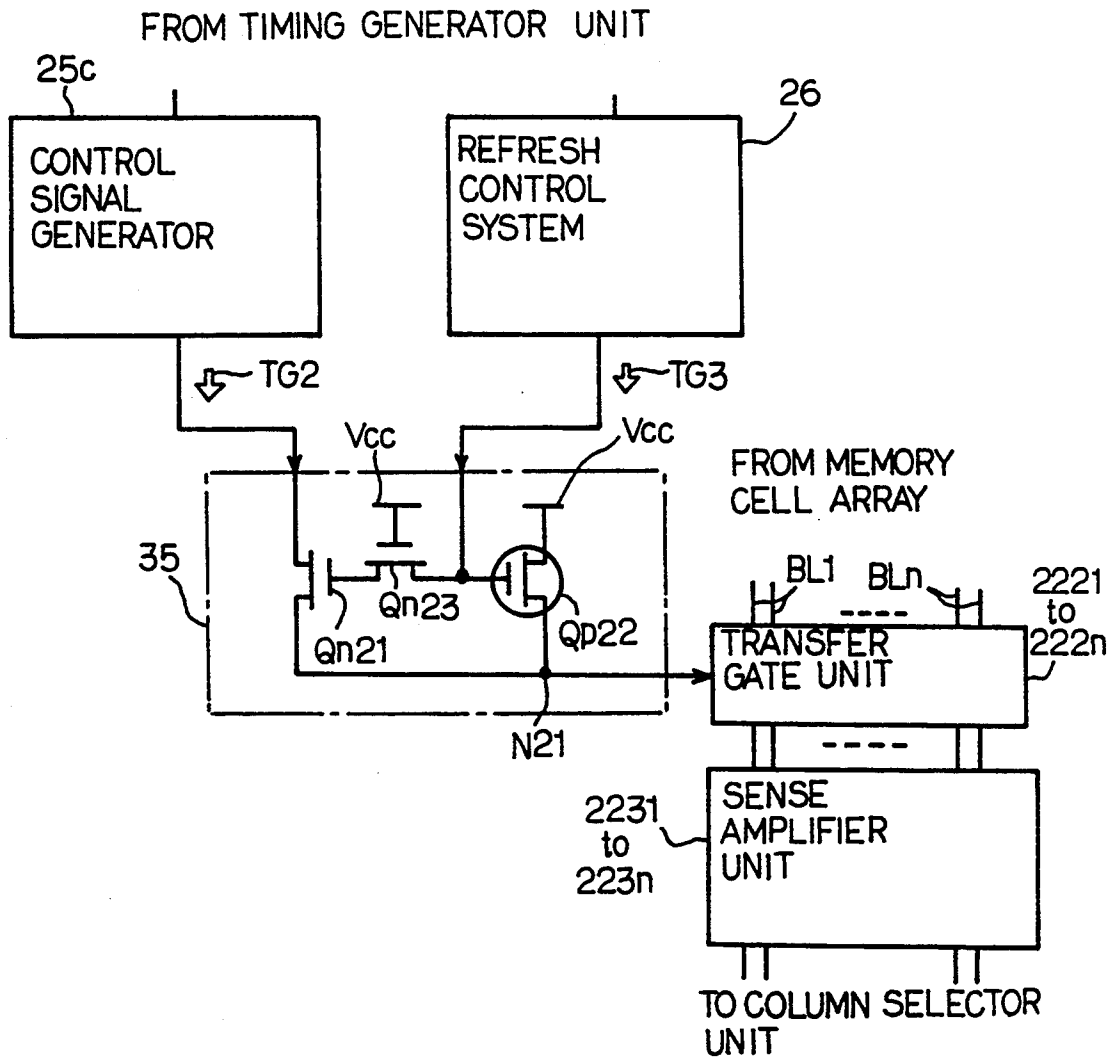 FROM TIMING GENERATOR UNIT
25c
26
CONTROL
SIGNAL
GENERATOR
REFRESH
CONTROL
SYSTEM
TG2
TG3
Vcc
Vcc
FROM MEMORY
CELL ARRAY
35
Qn21
Qn23
Qp22
N21
BL1
BLn
2221
to
222n
TRANSFER
GATE UNIT
2231
to
223n
SENSE
AMPLIFIER
UNIT
TO COLUMN SELECTOR
UNIT